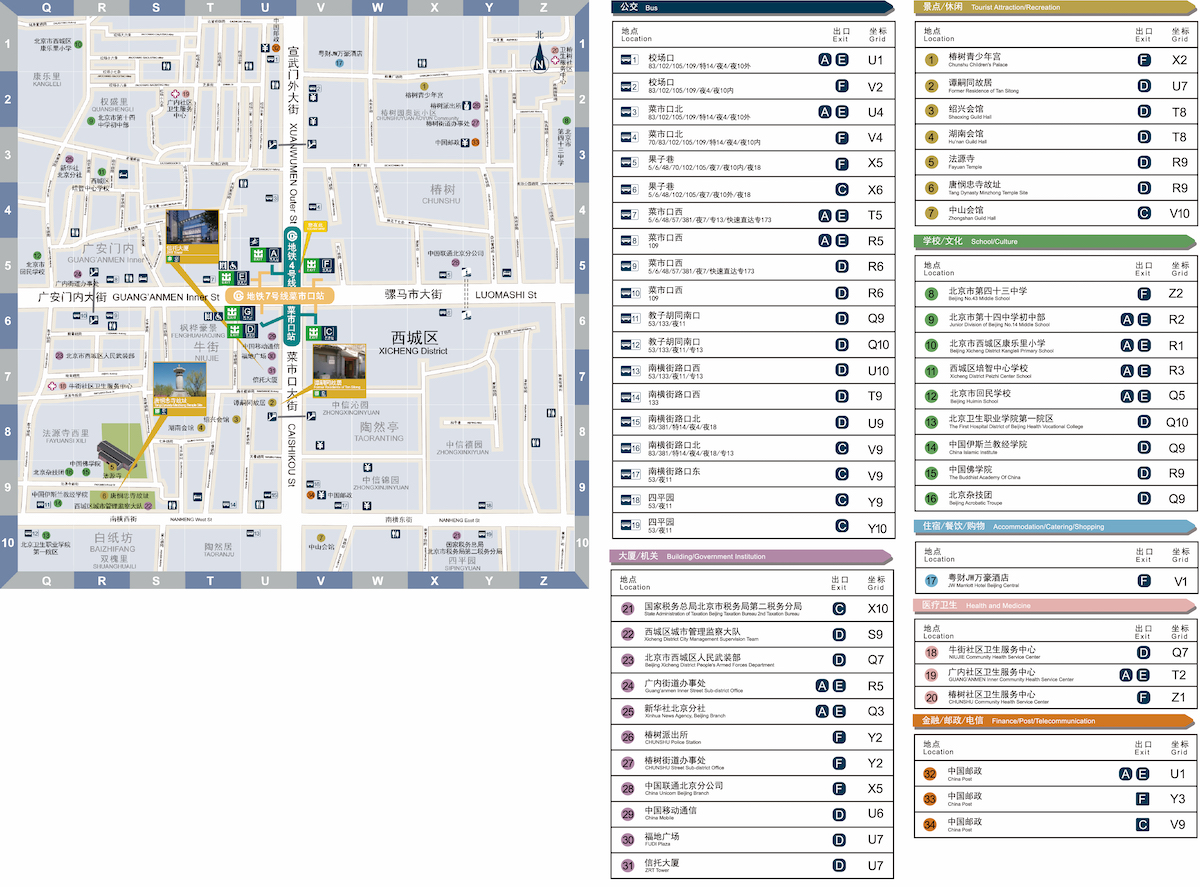 Q R S T U V W X Y Z
1
2
3
4
5
6
7
8
9
10
Q R S T U V W X Y Z
宣武门外大街 XUANWUMEN Outer St
北
N
粤财JW万豪酒店
北京市西城区
康乐里小学
康乐里
KANGLELI
权盛里
QUANSHENGLI
北京市第十四
中学初中部
广内社区
卫生服务
中心
椿树青少年宫
椿树派出所
椿树园鑫运小区
椿树街道办事处
中国邮政
新华社
北京分社
西城区
培智中心学校
椿树
CHUNSHU
广安门内
GUANG'ANMEN Inner
信托大厦
北京市
回民学校
广内街道办事处
中国联通北京分公司
地铁4号线
菜市口站
地铁7号线菜市口站
广安门内大街 GUANG'ANMEN Inner St
骡马市大街 LUOMASHI St
枫桦豪景
FENGHUAHAOJING
牛街
NIUJIE
西城区
XICHENG District
中国移动通信
福地广场
信托大厦
北京市西城区人民武装部
牛街社区卫生服务中心
谭嗣同故居
绍兴会馆
湖南会馆
菜市口大街 CAISHIKOU St
中信沁园
ZHONGXINQINYUAN
陶然亭
TAORANTING
中信禧园
ZHONGXINXIYUAN
法源寺西里
FAYUANSI XILI
中国佛学院
北京杂技团
法源寺
中国伊斯兰教经学院
唐悯忠寺故址
西城区城市管理监察大队
中信锦园
ZHONGXINJINYUAN
中国邮政
南横西街 NANHENG West St
南横东街 NANHENG East St
北京卫生职业学院
第一院区
白纸坊
BAIZHIFANG
双槐里
SHUANGHUAILI
陶然居
TAORANJU
中山会馆
国家税务总局
北京市税务局第二税务分局
四平园
SIPINGYUAN
公交 Bus
地点 出口 坐标
Location Exit Grid
1 校场口 A E U1
83/102/105/109/特14/夜4/夜10外
2 校场口 F V2
83/102/105/109/夜4/夜10内
3 菜市口北 A E U4
83/102/105/109/特14/夜4/夜10外
4 菜市口北 F V4
70/83/102/105/109/特14/夜4/夜10内
5 果子巷 F X5
5/6/48/70/102/105/夜7/夜10内/夜18
6 果子巷 C X6
5/6/48/102/105/夜7/夜10外/夜18
7 菜市口西 A E T5
5/6/48/57/381/夜7/专13/快速直达专173
8 菜市口西 A E R5
109
9 菜市口西 D R6
5/6/48/57/381/夜7/快速直达专173
10 菜市口西 D R6
109
11 教子胡同南口 D Q9
53/133/夜11
12 教子胡同南口 D Q10
53/133/夜11/专13
13 南横街路口西 D U10
53/133/夜11/专13
14 南横街路口西 D T9
133
15 南横街路口北 D U9
83/381/特14/夜4/夜18
16 南横街路口北 C V9
83/381/特14/夜4/夜18/专13
17 南横街路口东 C V9
53/夜11
18 四平园 C Y9
53/夜11
19 四平园 C Y10
53/夜11
大厦/机关 Building/Government Institution
地点 出口 坐标
Location Exit Grid
21 国家税务总局北京市税务局第二税务分局 C X10
State Administration of Taxation Beijing Taxation Bureau 2nd Taxation Bureau
22 西城区城市管理监察大队 D S9
Xicheng District City Management Supervision Team
23 北京市西城区人民武装部 D Q7
Beijing Xicheng District People's Armed Forces Department
24 广内街道办事处 A E R5
Guang'anmen Inner Street Sub-district Office
25 新华社北京分社 A E Q3
Xinhua News Agency, Beijing Branch
26 椿树派出所 F Y2
CHUNSHU Police Station
27 椿树街道办事处 F Y2
CHUNSHU Street Sub-district Office
28 中国联通北京分公司 F X5
China Unicom Beijing Branch
29 中国移动通信 D U6
China Mobile
30 福地广场 D U7
FUDI Plaza
31 信托大厦 D U7
ZRT Tower
景点/休闲 Tourist Attraction/Recreation
地点 出口 坐标
Location Exit Grid
1 椿树青少年宫 F X2
Chunshu Children's Palace
2 谭嗣同故居 D U7
Former Residence of Tan Sitong
3 绍兴会馆 D T8
Shaoxing Guild Hall
4 湖南会馆 D T8
Hu'nan Guild Hall
5 法源寺 D R9
Fayuan Temple
6 唐悯忠寺故址 D R9
Tang Dynasty Minzhong Temple Site
7 中山会馆 C V10
Zhongshan Guild Hall
学校/文化 School/Culture
地点 出口 坐标
Location Exit Grid
8 北京市第四十三中学 F Z2
Beijing No.43 Middle School
9 北京市第十四中学初中部 A E R2
Junior Division of Beijing No.14 Middle School
10 北京市西城区康乐里小学 A E R1
Beijing Xicheng District Kangleli Primary School
11 西城区培智中心学校 A E R3
Xicheng District Peizhi Center School
12 北京市回民学校 A E Q5
Beijing Huimin School
13 北京卫生职业学院第一院区 D Q10
The First Hospital District of Beijing Health Vocational College
14 中国伊斯兰教经学院 D Q9
China Islamic Institute
15 中国佛学院 D R9
The Buddhist Academy Of China
16 北京杂技团 D Q9
Beijing Acrobatic Troupe
住宿/餐饮/购物 Accommodation/Catering/Shopping
地点 出口 坐标
Location Exit Grid
17 粤财JW万豪酒店 F V1
JW Marriott Hotel Beijing Central
医疗卫生 Health and Medicine
地点 出口 坐标
Location Exit Grid
18 牛街社区卫生服务中心 D Q7
NIUJIE Community Health Service Center
19 广内社区卫生服务中心 A E T2
GUANG'ANMEN Inner Community Health Service Center
20 椿树社区卫生服务中心 F Z1
CHUNSHU Community Health Service Center
金融/邮政/电信 Finance/Post/Telecommunication
地点 出口 坐标
Location Exit Grid
32 中国邮政 A E U1
China Post
33 中国邮政 F Y3
China Post
34 中国邮政 C V9
China Post